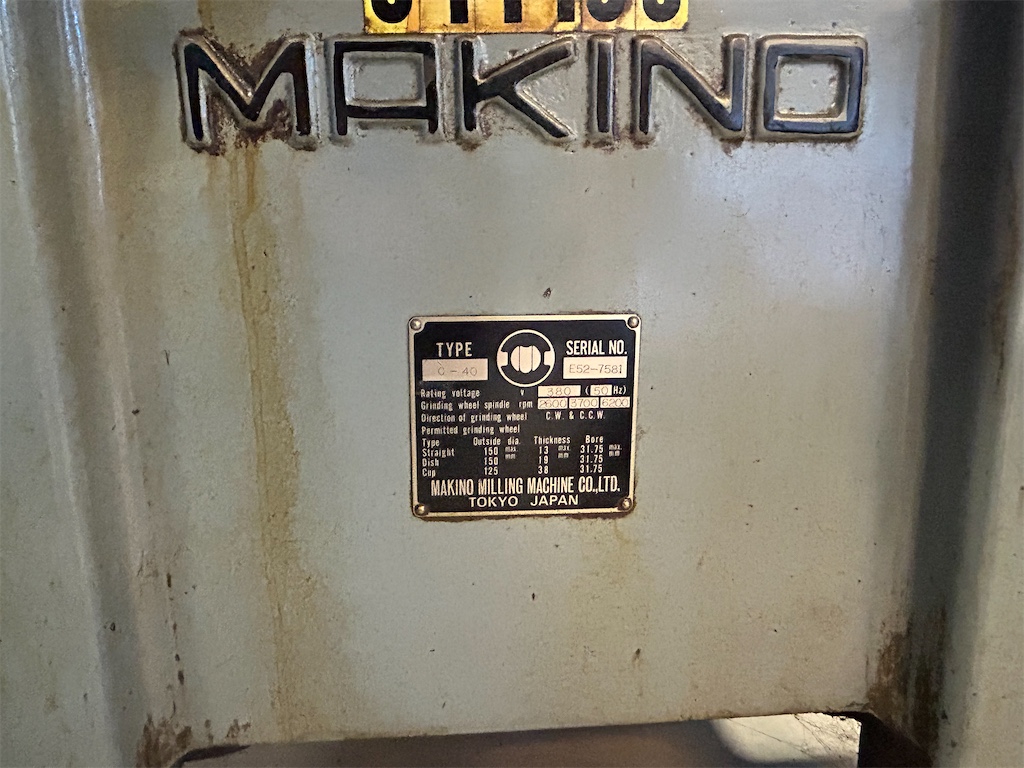 MAKINO
TYPE
SERIAL NO.
C-40
E52-7581
Rating voltage V 380 (50 Hz)
Grinding wheel spindle rpm 2600 3700 6200
Direction of grinding wheel C.W. & C.C.W.
Permitted grinding wheel
Type Outside dia. Thickness Bore
Straight 150 max. mm 13 max. mm 31.75 max. mm
Dish 150 19 31.75
Cup 125 38 31.75
MAKINO MILLING MACHINE CO.,LTD.
TOKYO JAPAN